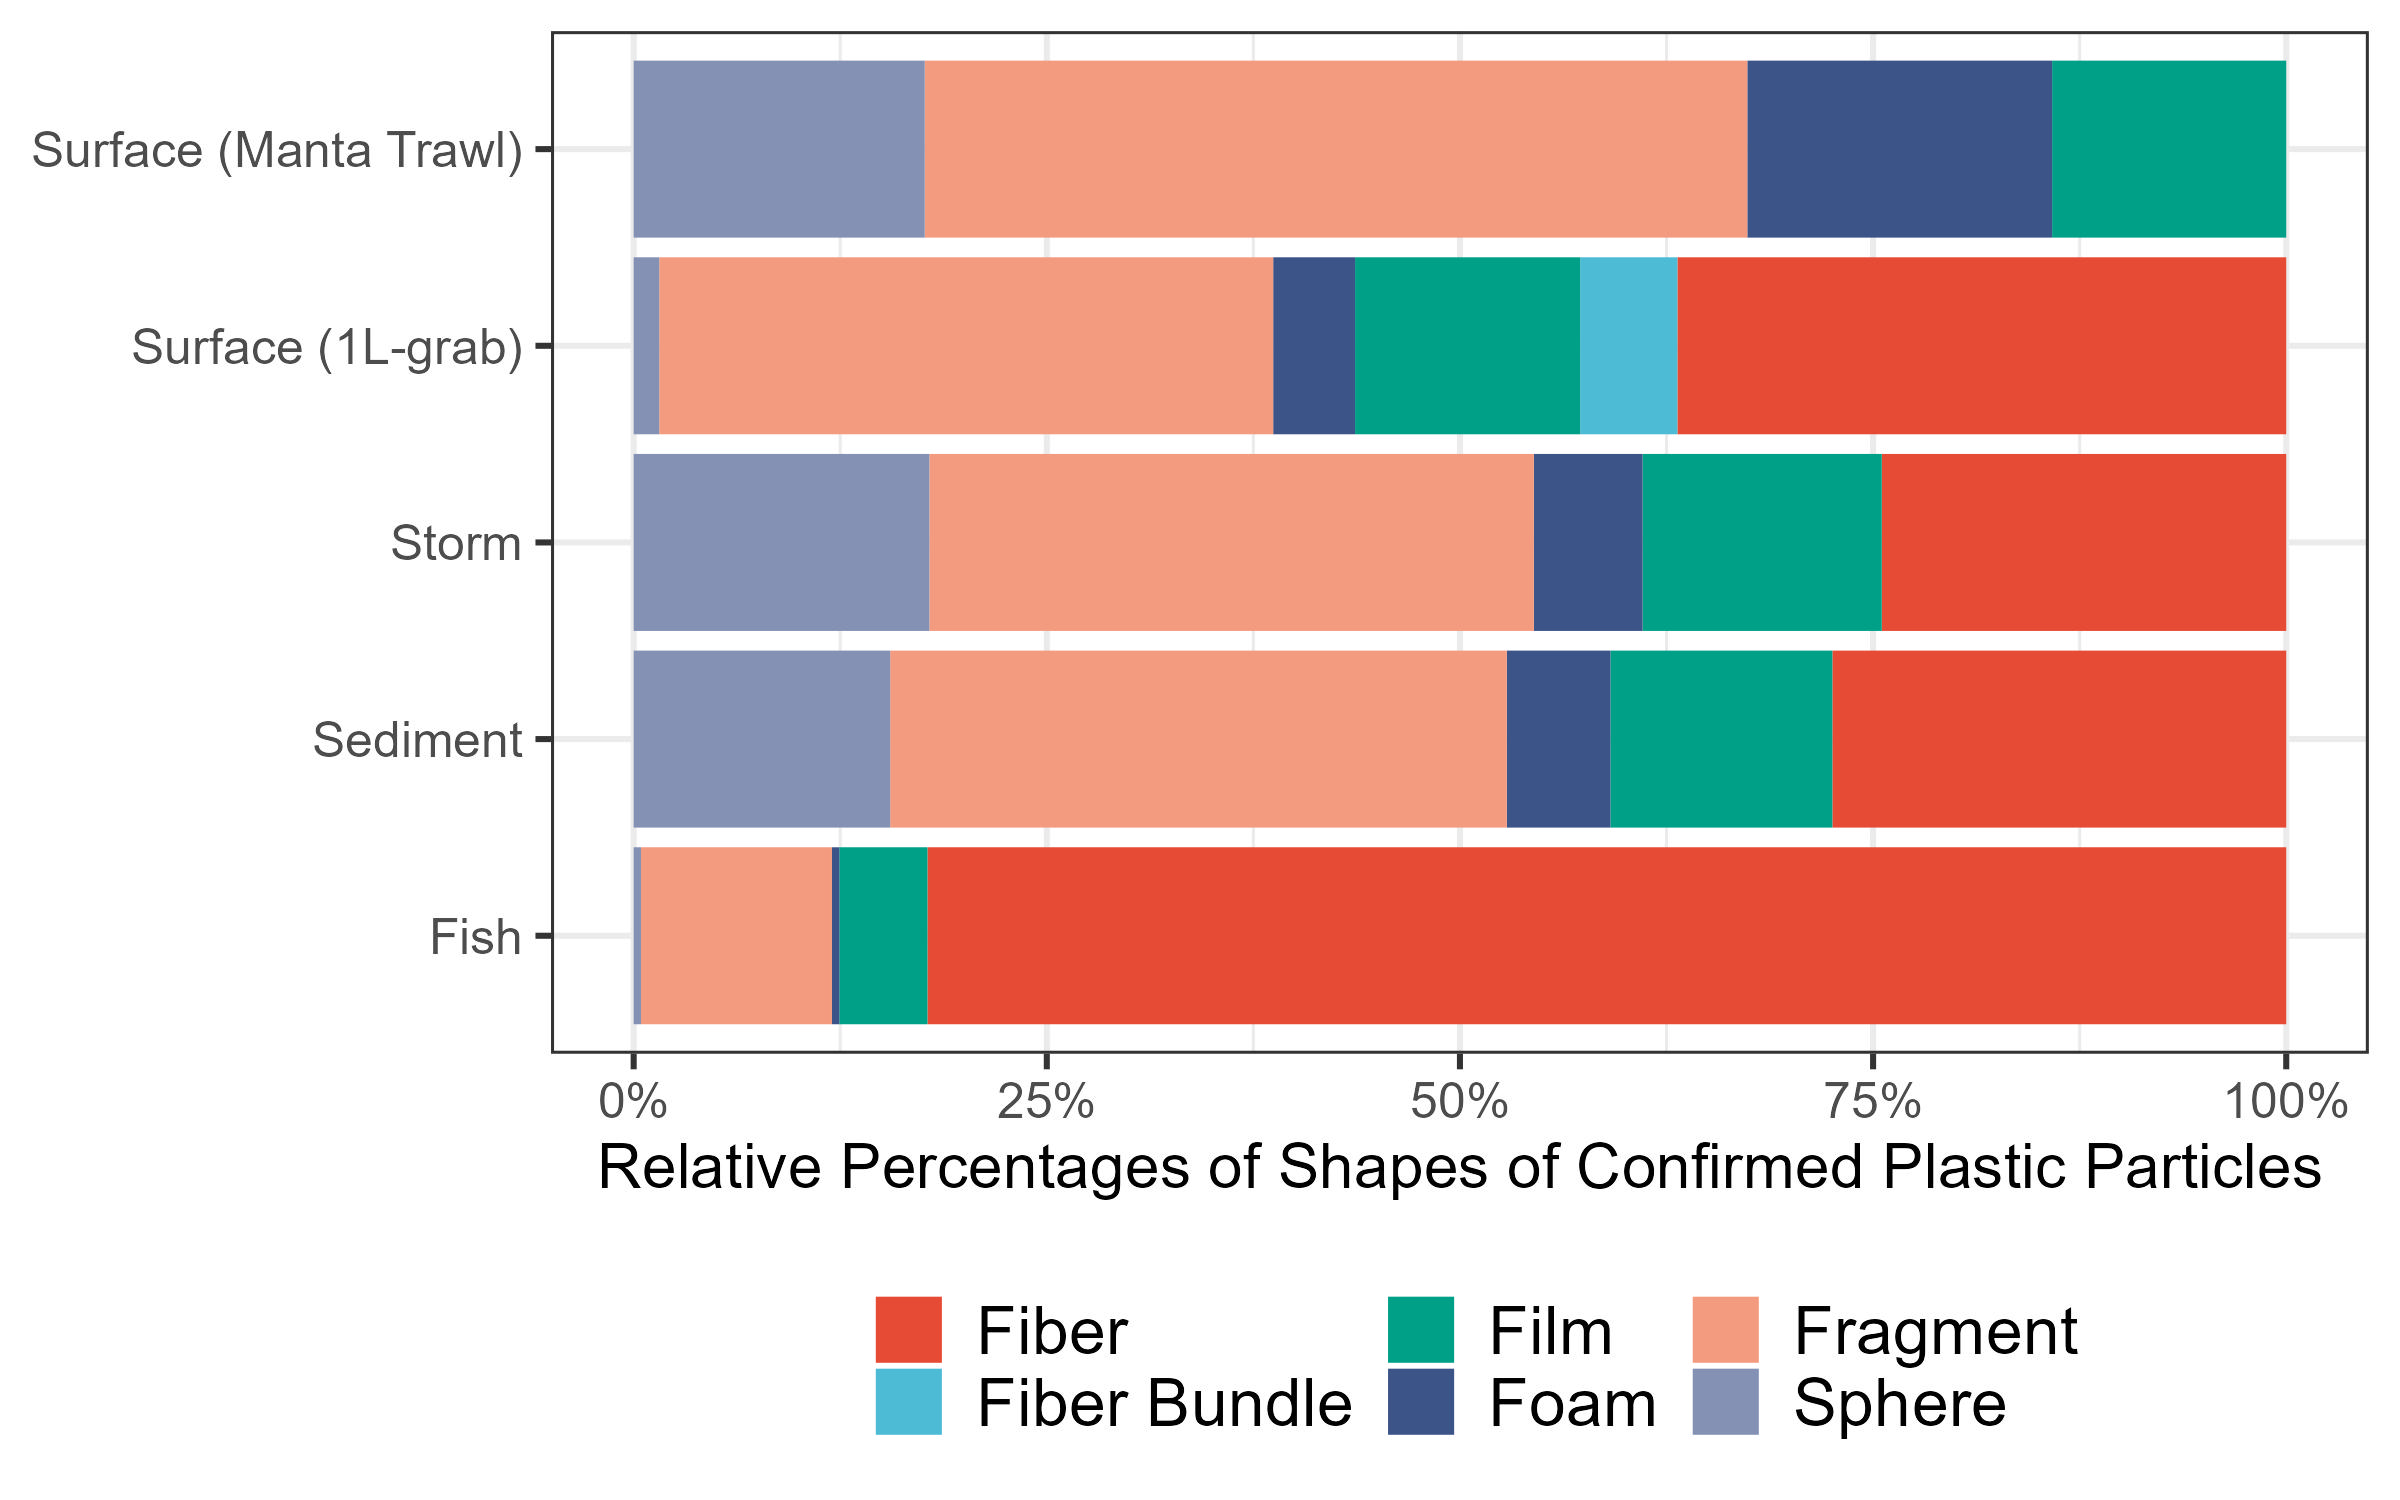 Surface (Manta Trawl)
Surface (1L-grab)
Storm
Sediment
Fish
0% 25% 50% 75% 100%
Relative Percentages of Shapes of Confirmed Plastic Particles
Fiber Film Fragment
Fiber Bundle Foam Sphere